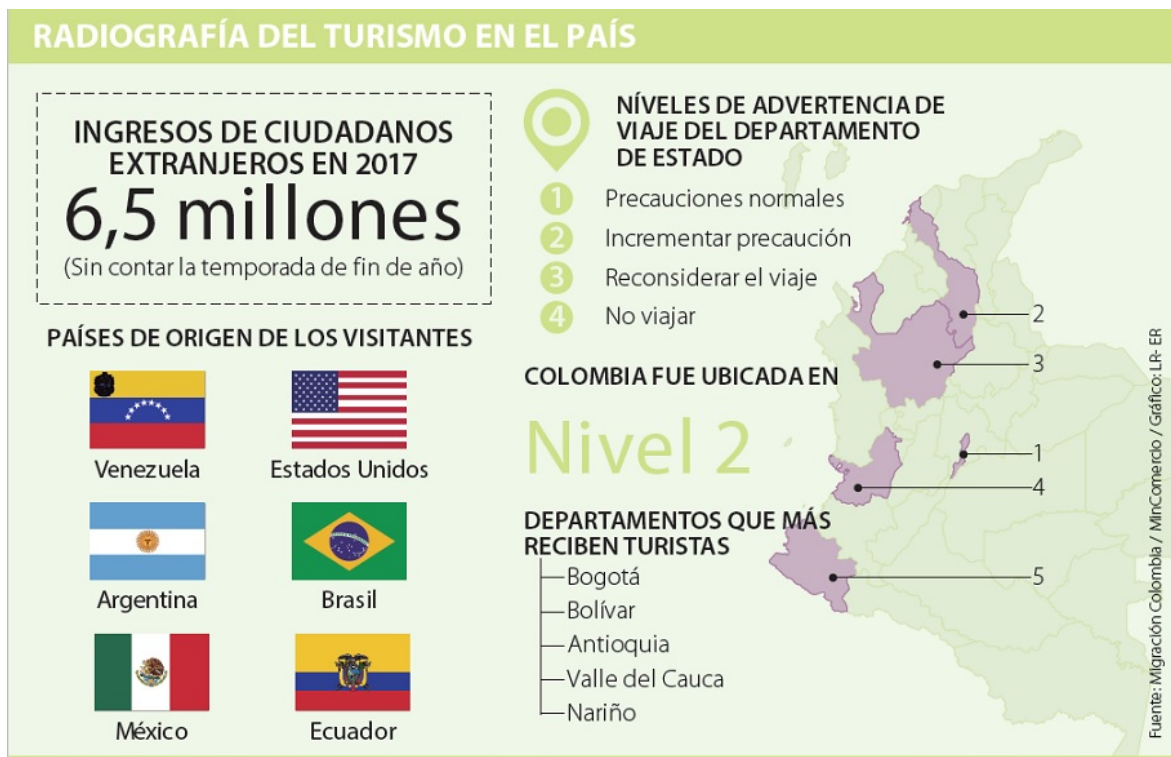 RADIOGRAFÍA DEL TURISMO EN EL PAÍS
INGRESOS DE CIUDADANOS
EXTRANJEROS EN 2017
6,5 millones
(Sin contar la temporada de fin de año)
PAÍSES DE ORIGEN DE LOS VISITANTES
Venezuela
Estados Unidos
Argentina
Brasil
México
Ecuador
NÍVELES DE ADVERTENCIA DE
VIAJE DEL DEPARTAMENTO
DE ESTADO
1 Precauciones normales
2 Incrementar precaución
3 Reconsiderar el viaje
4 No viajar
COLOMBIA FUE UBICADA EN
Nivel 2
DEPARTAMENTOS QUE MÁS
RECIBEN TURISTAS
Bogotá
Bolívar
Antioquia
Valle del Cauca
Nariño
2
3
1
4
5
Fuente: Migración Colombia / MinComercio / Gráfico: LR- ER